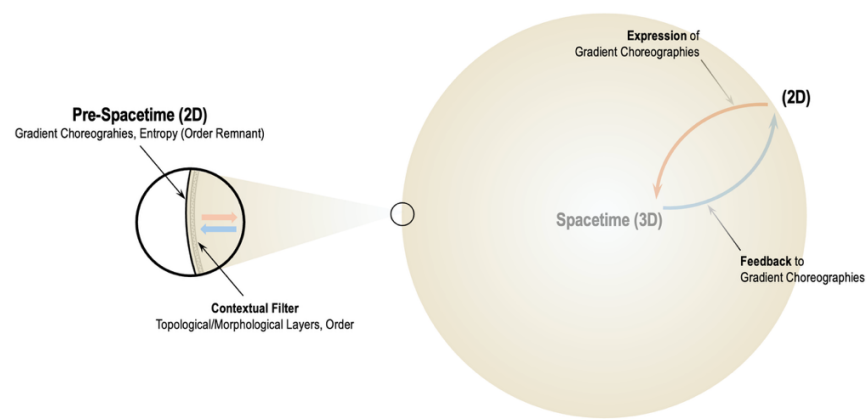 Pre-Spacetime (2D)
Gradient Choreograhies, Entropy (Order Remnant)
Contextual Filter
Topological/Morphological Layers, Order
Expression of
Gradient Choreographies
(2D)
Spacetime (3D)
Feedback to
Gradient Choreographies